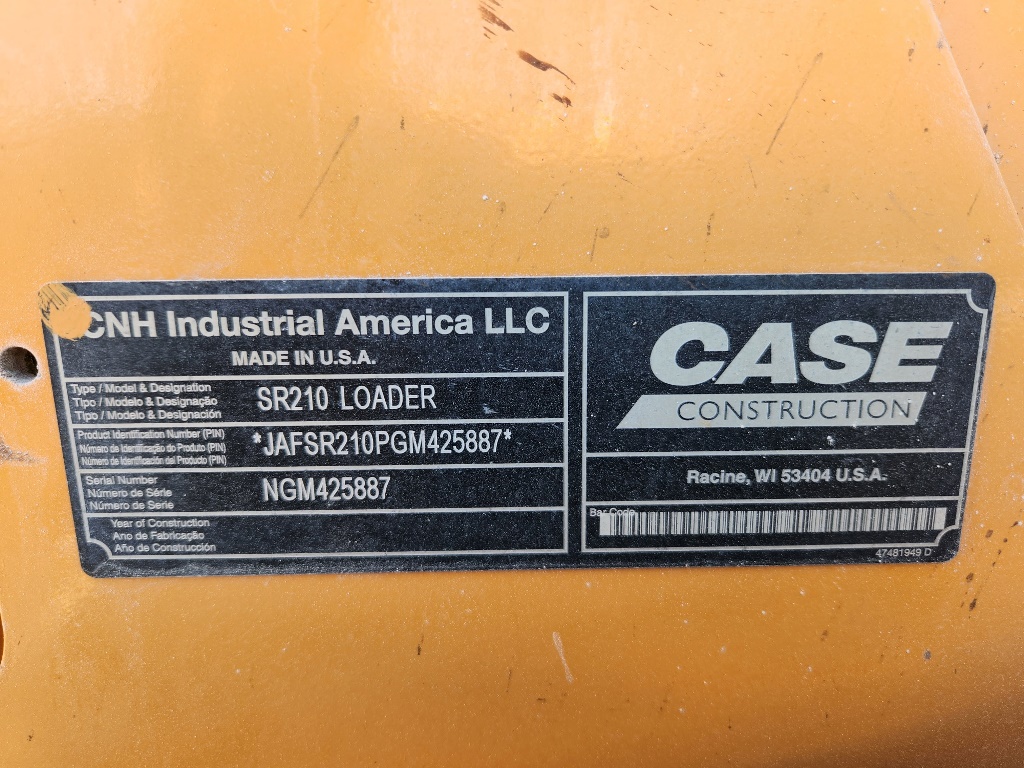 CNH Industrial America LLC
MADE IN U.S.A.
Type / Model & Designation
Tipo / Modelo & Designação
Tipo / Modelo & Designación
SR210 LOADER
Product Identification Number (PIN)
Número de Identificação do Produto (PIN)
Número de Identificación del Producto (PIN)
*JAFSR210PGM425887*
Serial Number
Número de Série
Número de Serie
NGM425887
Year of Construction
Ano de Fabricação
Año de Construcción
CASE
CONSTRUCTION
Racine, WI 53404 U.S.A.
Bar Code
47481949 D